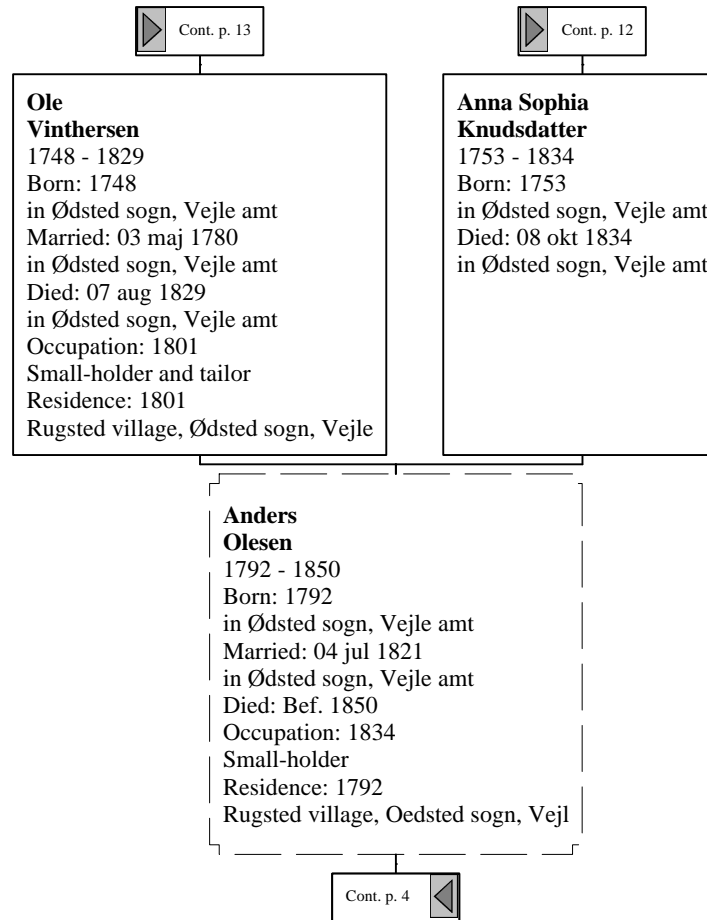 Cont. p. 13
Cont. p. 12
Ole
Vinthersen
1748 - 1829
Born: 1748
in Ødsted sogn, Vejle amt
Married: 03 maj 1780
in Ødsted sogn, Vejle amt
Died: 07 aug 1829
in Ødsted sogn, Vejle amt
Occupation: 1801
Small-holder and tailor
Residence: 1801
Rugsted village, Ødsted sogn, Vejle
Anna Sophia
Knudsdatter
1753 - 1834
Born: 1753
in Ødsted sogn, Vejle amt
Died: 08 okt 1834
in Ødsted sogn, Vejle amt
Anders
Olesen
1792 - 1850
Born: 1792
in Ødsted sogn, Vejle amt
Married: 04 jul 1821
in Ødsted sogn, Vejle amt
Died: Bef. 1850
Occupation: 1834
Small-holder
Residence: 1792
Rugsted village, Oedsted sogn, Vejl
Cont. p. 4